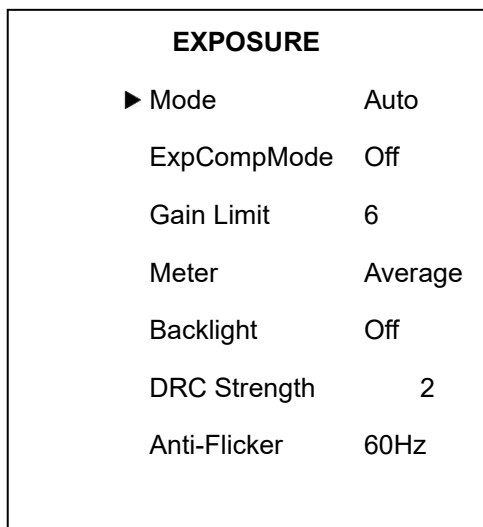 EXPOSURE
▶ Mode Auto
ExpCompMode Off
Gain Limit 6
Meter Average
Backlight Off
DRC Strength 2
Anti-Flicker 60Hz